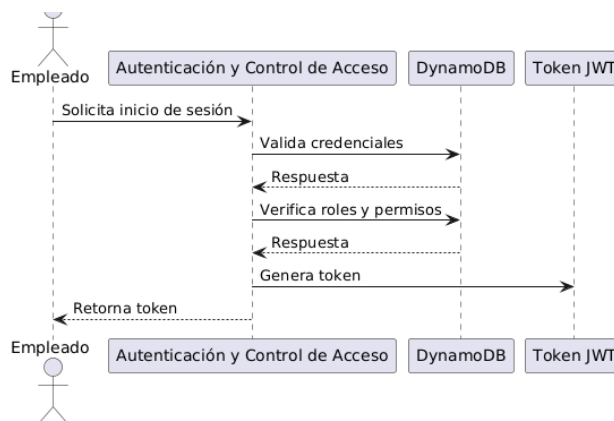 Empleado
Autenticación y Control de Acceso
DynamoDB
Token JWT
Solicita inicio de sesión
Valida credenciales
Respuesta
Verifica roles y permisos
Respuesta
Genera token
Retorna token
Empleado
Autenticación y Control de Acceso
DynamoDB
Token JWT